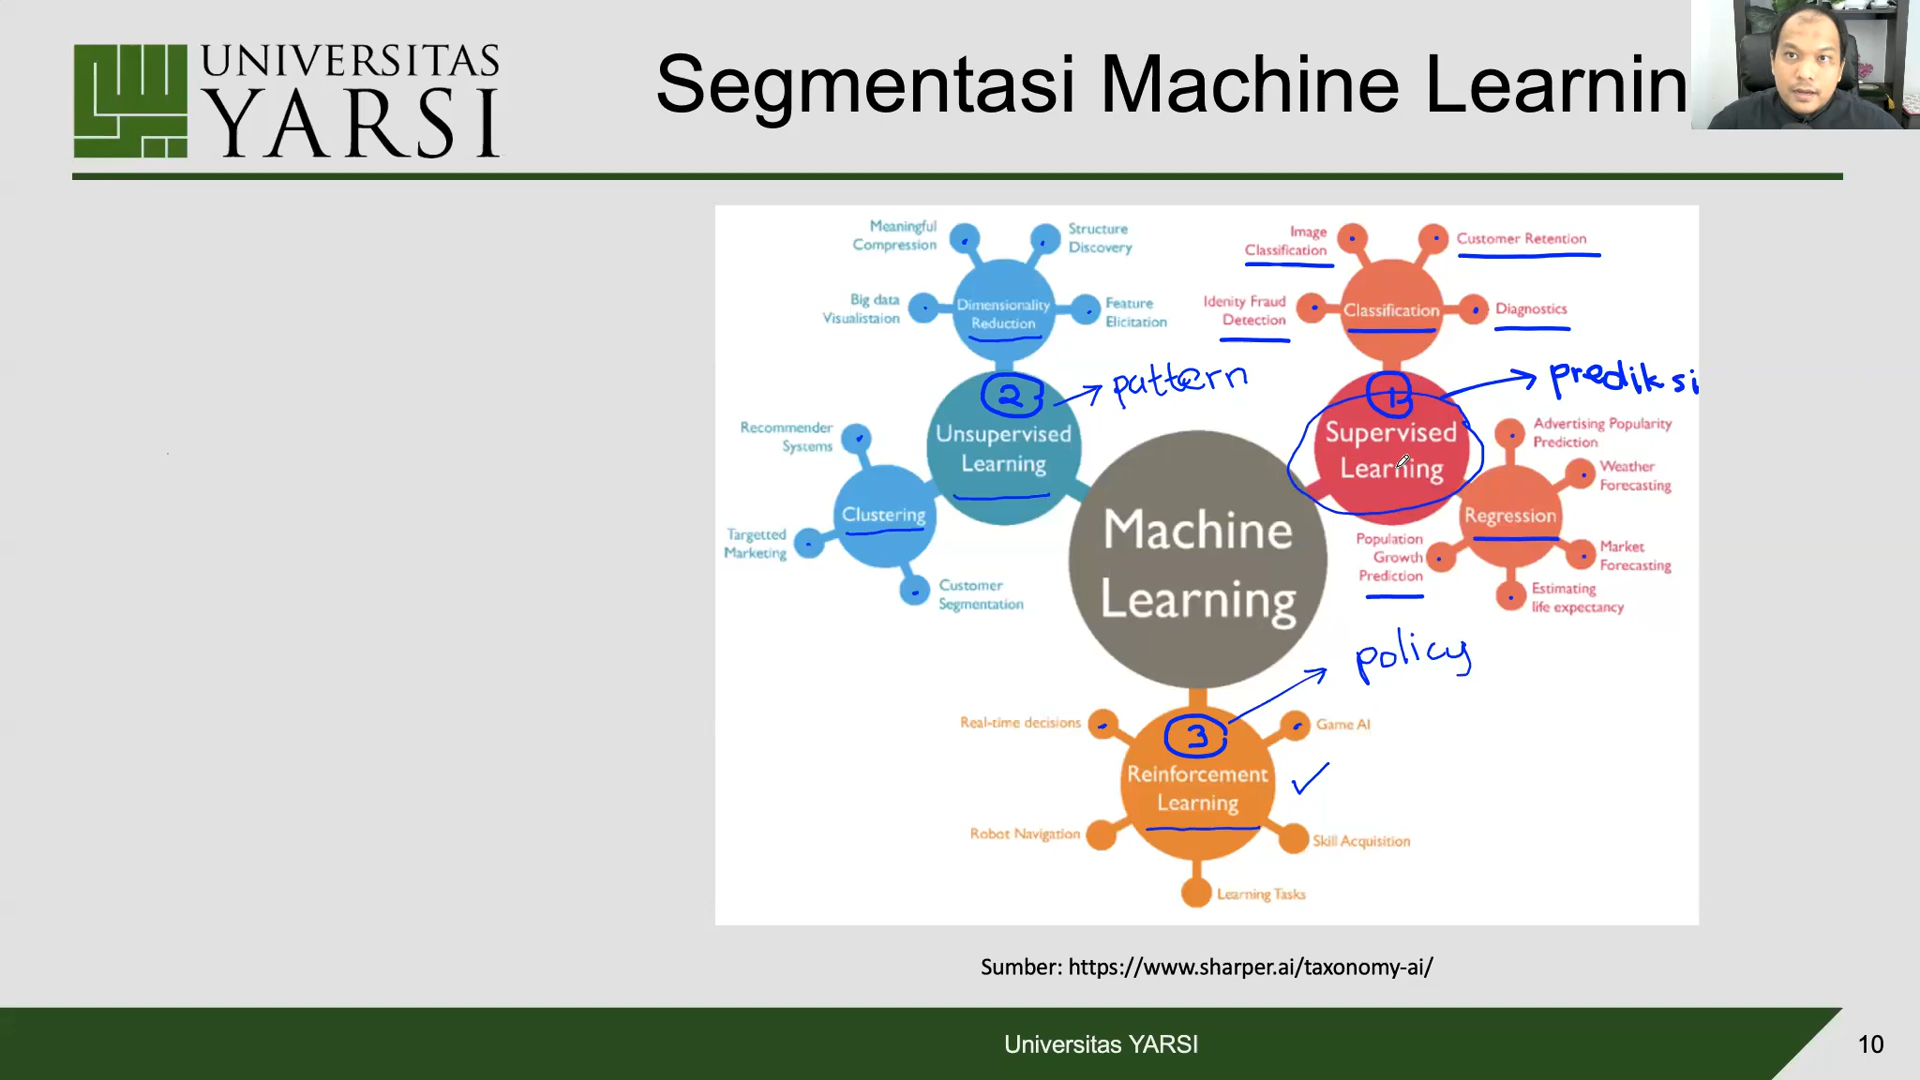 UNIVERSITAS
YARSI
Segmentasi Machine Learnin
Meaningful
Compression
Structure
Discovery
Big data
Visualistaion
Dimensionality
Reduction
Feature
Elicitation
Image
Classification
Customer Retention
Idenity Fraud
Detection
Classification
Diagnostics
2
pattern
1
prediksi
Unsupervised
Learning
Supervised
Learning
Recommender
Systems
Clustering
Targetted
Marketing
Customer
Segmentation
Machine
Learning
Advertising Popularity
Prediction
Weather
Forecasting
Regression
Population
Growth
Prediction
Market
Forecasting
Estimating
life expectancy
policy
3
Real-time decisions
Game AI
Reinforcement
Learning
Robot Navigation
Skill Acquisition
Learning Tasks
Sumber: https://www.sharper.ai/taxonomy-ai/
Universitas YARSI
10